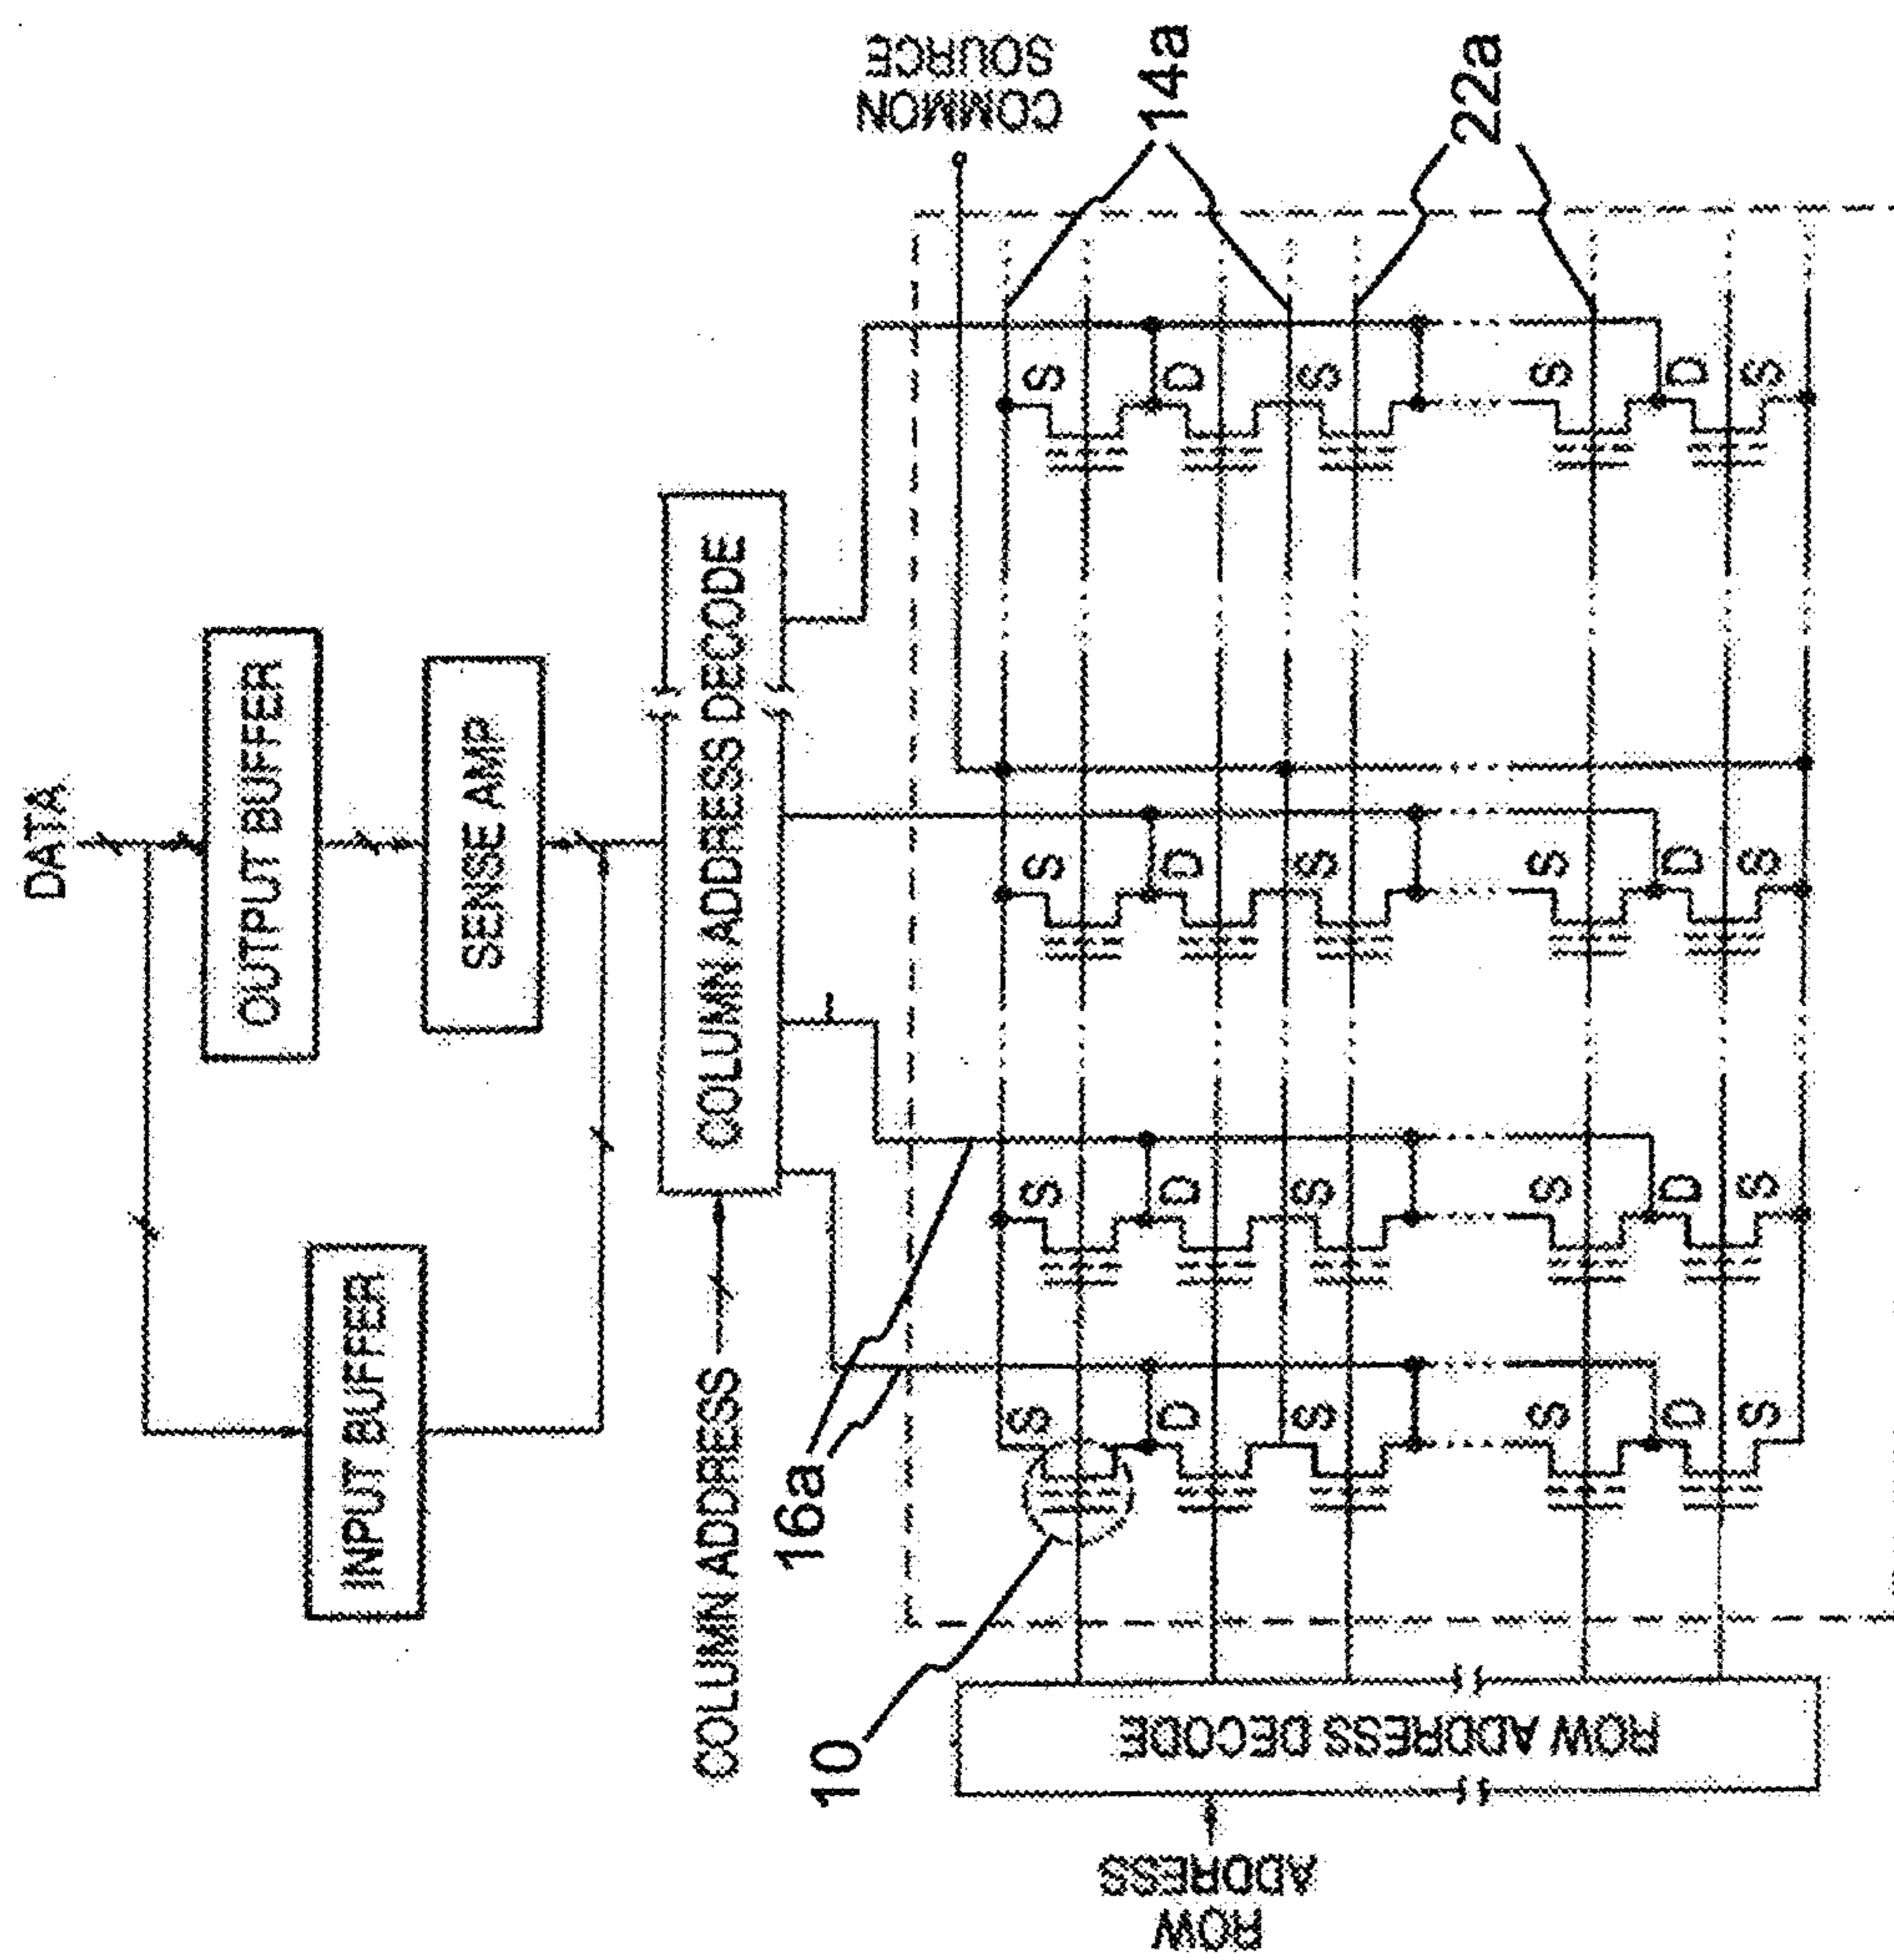 DATA
OUTPUT BUFFER
SENSE AMP
INPUT BUFFER
COLUMN ADDRESS DECODE
COLUMN ADDRESS
COMMON
SOURCE
14a
22a
16a
10
S
S
S
S
D
D
D
D
S
S
S
S
S
S
S
S
D
D
D
D
S
S
S
S
ROW ADDRESS DECODE
ROW
ADDRESS